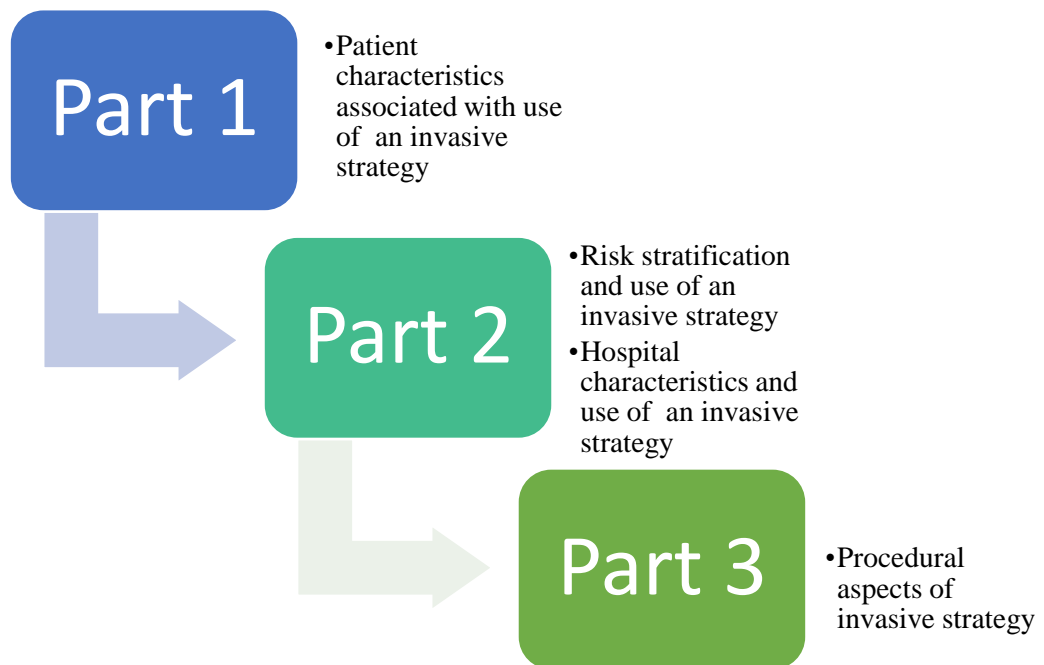 Part 1
•Patient
characteristics
associated with use
of  an invasive
strategy
Part 2
•Risk stratification
and use of an
invasive strategy
•Hospital
characteristics and
use of  an invasive
strategy
Part 3
•Procedural
aspects of
invasive strategy